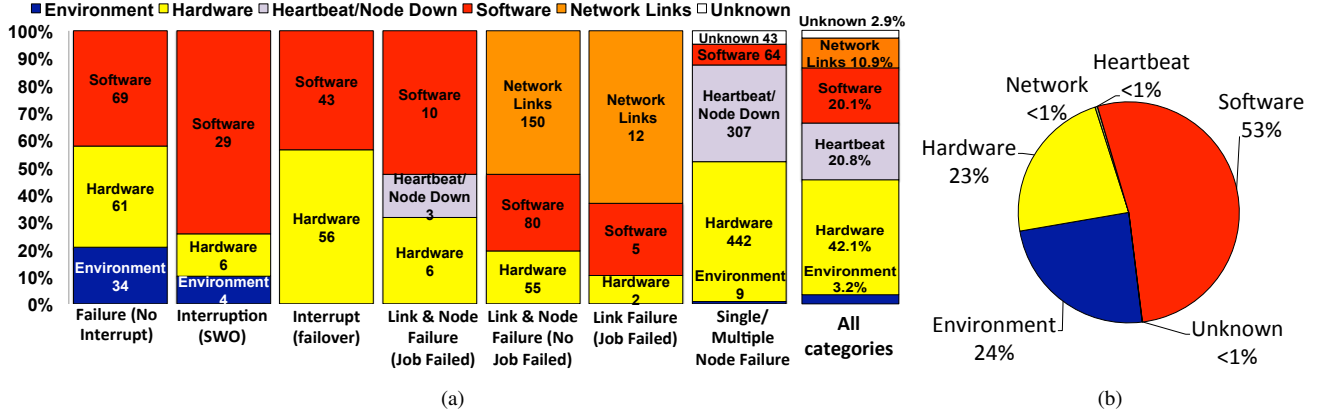 Environment Hardware Heartbeat/Node Down Software Network Links Unknown
100%
90%
80%
70%
60%
50%
40%
30%
20%
10%
0%
Software
69
Hardware
61
Environment
34
Failure (No
Interrupt)
Software
29
Hardware
6
Environment
4
Interruption
(SWO)
Software
43
Hardware
56
Interrupt
(failover)
Software
10
Heartbeat/
Node Down
3
Hardware
6
Link & Node
Failure
(Job Failed)
Network
Links
150
Software
80
Hardware
55
Link & Node
Failure (No
Job Failed)
Network
Links
12
Software
5
Hardware
2
Link Failure
(Job Failed)
Unknown 43
Software 64
Heartbeat/
Node Down
307
Hardware
442
Environment
9
Single/
Multiple
Node Failure
Unknown 2.9%
Network
Links 10.9%
Software
20.1%
Heartbeat
20.8%
Hardware
42.1%
Environment
3.2%
All
categories
(a)
Heartbeat
<1%
Network
<1%
Software
53%
Hardware
23%
Environment
24%
Unknown
<1%
(b)